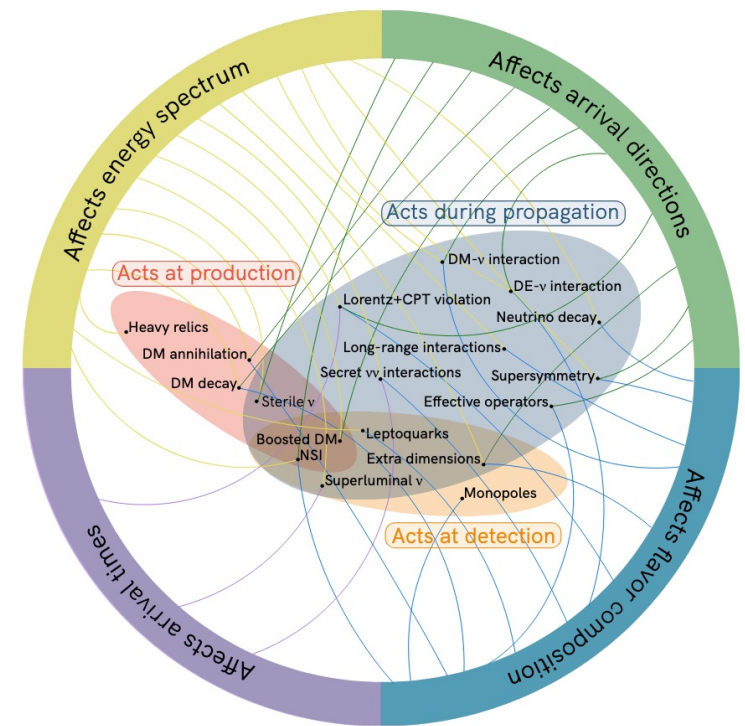 Affects energy spectrum
Affects arrival directions
Acts during propagation
DM-ν interaction
Acts at production
DE-ν interaction
Lorentz+CPT violation
Neutrino decay
Heavy relics
Long-range interactions
DM annihilation
Secret νν interactions
Supersymmetry
DM decay
Sterile ν
Effective operators
Leptoquarks
Boosted DM
NSI
Extra dimensions
Superluminal ν
Monopoles
Acts at detection
Affects arrival times
Affects flavor composition